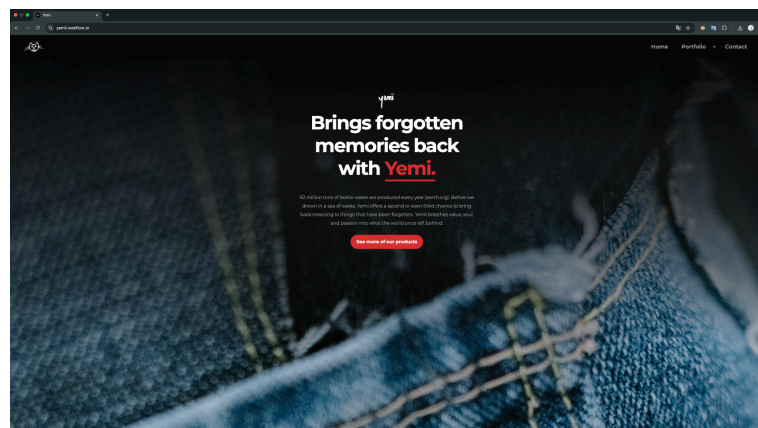 Yemi
yemi.webflow.io
Home Portfolio Contact
yemi
Brings forgotten
memories back
with Yemi.
92 million tons of textile waste are produced every year (earth.org). Before we
drown in a sea of waste, Yemi offers a second or even third chance to bring
back meaning to things that have been forgotten. Yemi breathes value, soul,
and passion into what the world once left behind.
See more of our products